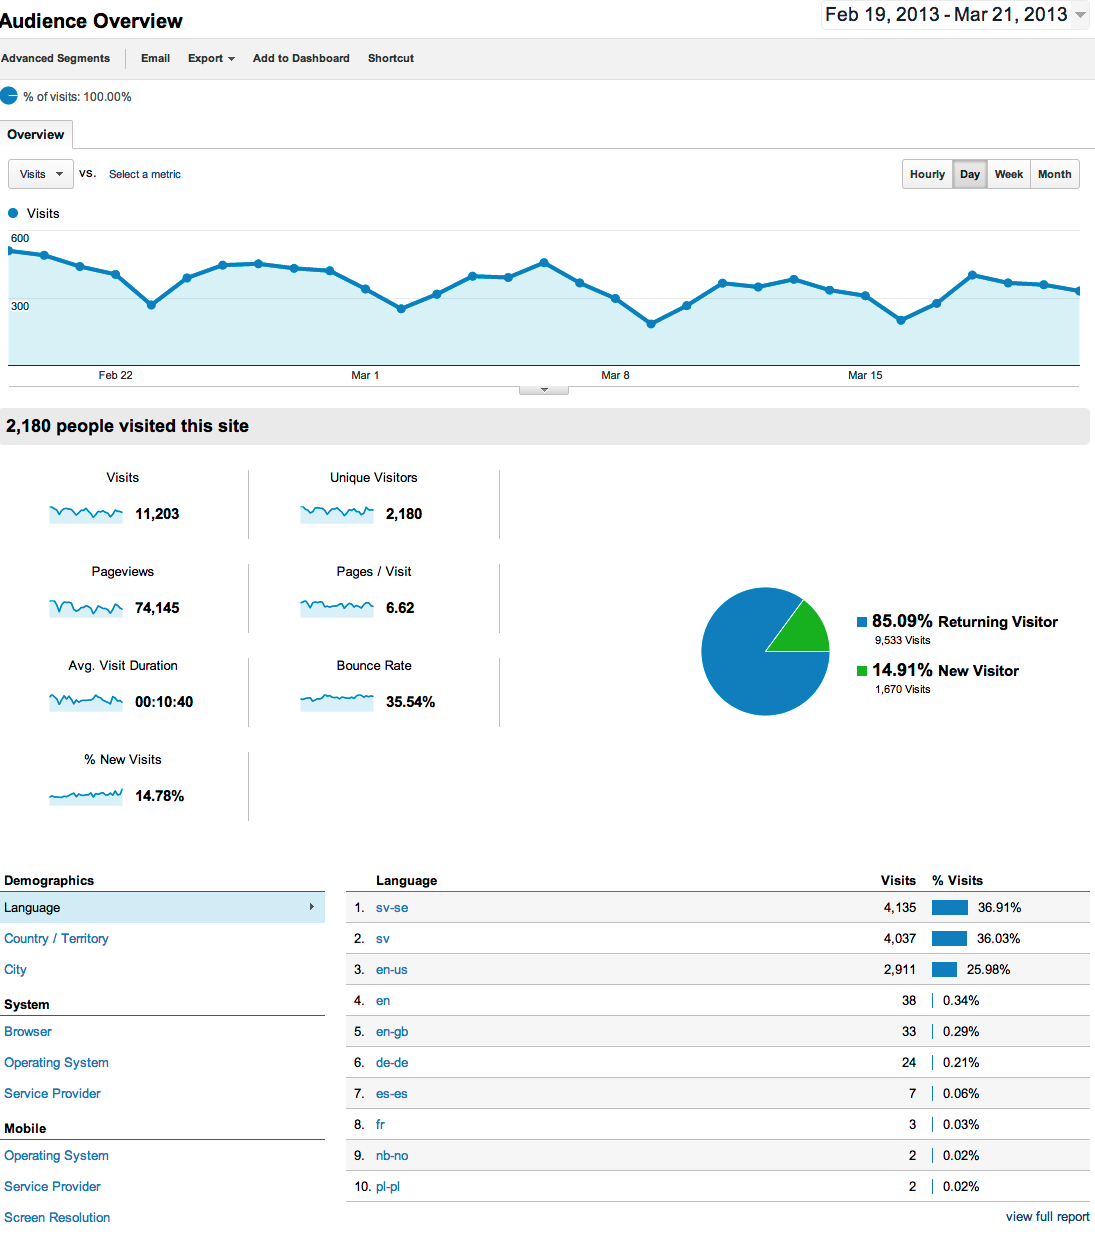 Audience Overview
Feb 19, 2013 - Mar 21, 2013
Advanced Segments Email Export Add to Dashboard Shortcut
% of visits: 100.00%
Overview
Visits vs. Select a metric
Hourly Day Week Month
Visits
600
300
Feb 22 Mar 1 Mar 8 Mar 15
2,180 people visited this site
Visits
11,203
Unique Visitors
2,180
Pageviews
74,145
Pages / Visit
6.62
Avg. Visit Duration
00:10:40
Bounce Rate
35.54%
% New Visits
14.78%
85.09% Returning Visitor
9,533 Visits
14.91% New Visitor
1,670 Visits
Demographics
Language
Country / Territory
City
System
Browser
Operating System
Service Provider
Mobile
Operating System
Service Provider
Screen Resolution
Language Visits % Visits
1. sv-se 4,135 36.91%
2. sv 4,037 36.03%
3. en-us 2,911 25.98%
4. en 38 0.34%
5. en-gb 33 0.29%
6. de-de 24 0.21%
7. es-es 7 0.06%
8. fr 3 0.03%
9. nb-no 2 0.02%
10. pl-pl 2 0.02%
view full report